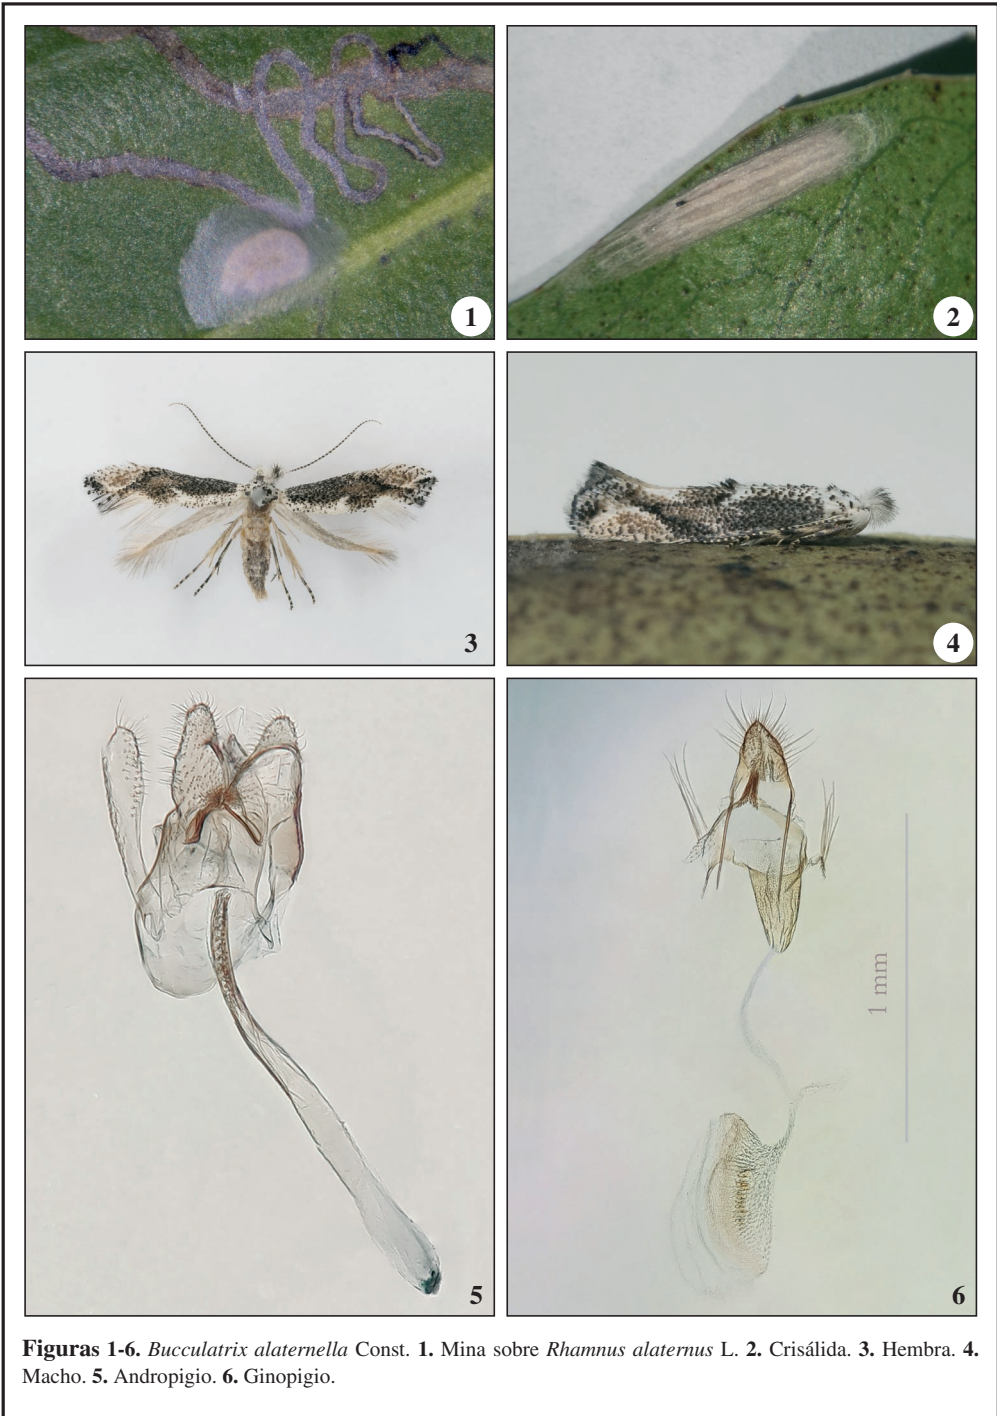 1
2
3
4
5
1 mm
6
Figuras 1-6. Bucculatrix alaternella Const. 1. Mina sobre Rhamnus alaternus L. 2. Crisálida. 3. Hembra. 4.
Macho. 5. Andropigio. 6. Ginopigio.